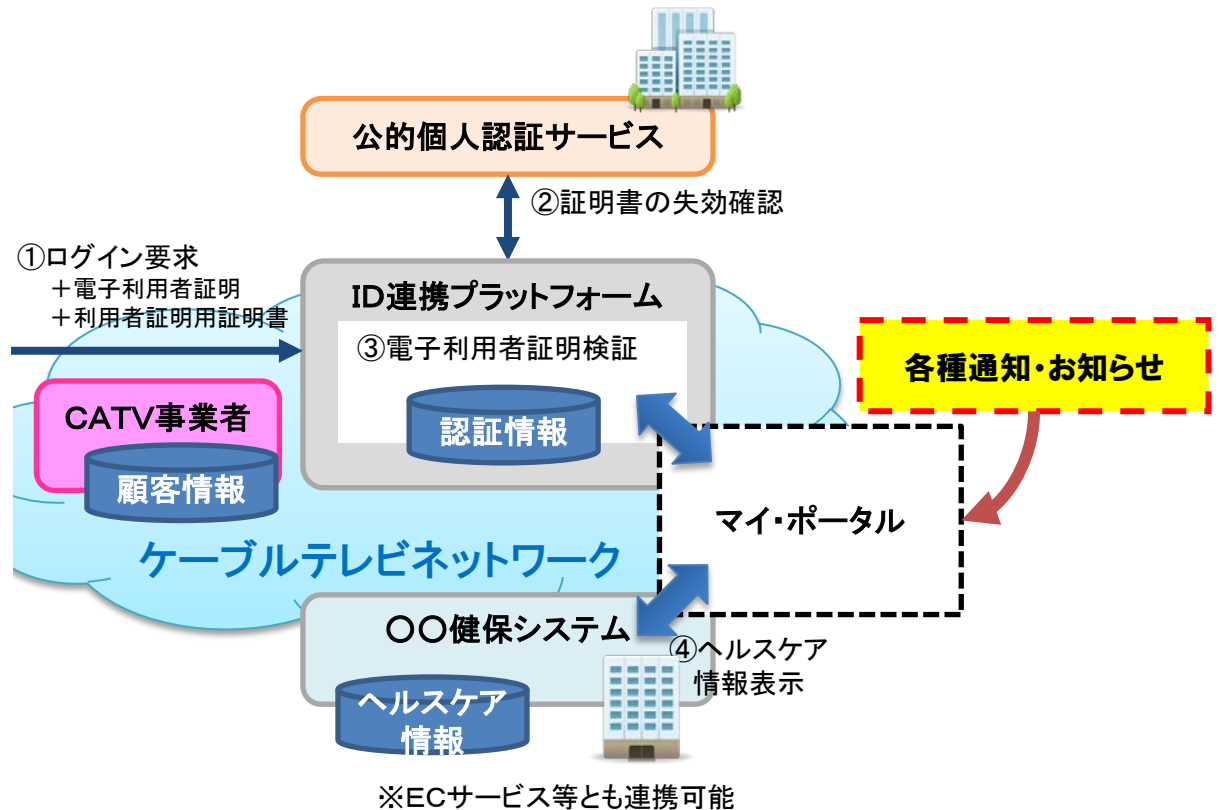 公的個人認証サービス
②証明書の失効確認
①ログイン要求
＋電子利用者証明
＋利用者証明用証明書
ID連携プラットフォーム
③電子利用者証明検証
認証情報
各種通知・お知らせ
CATV事業者
顧客情報
マイ・ポータル
ケーブルテレビネットワーク
〇〇健保システム
④ヘルスケア
情報表示
ヘルスケア
情報
※ECサービス等とも連携可能